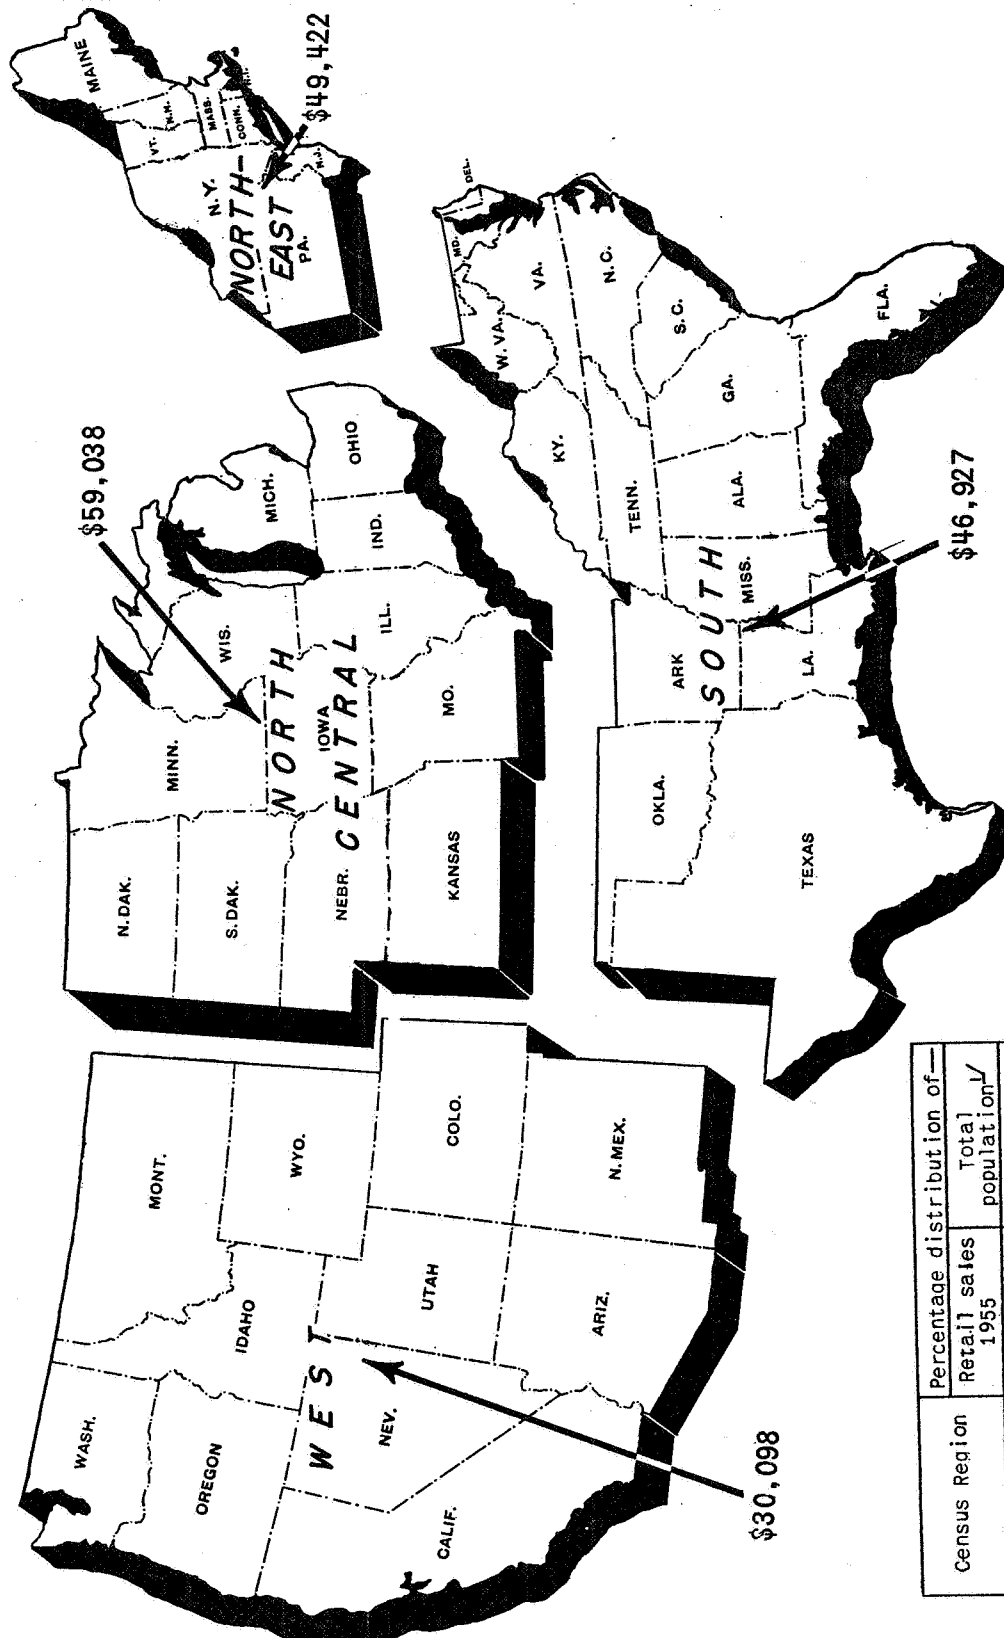 WASH.
OREGON
CALIF.
NEV.
IDAHO
MONT.
WYO.
UTAH
COLO.
ARIZ.
N. MEX.
WEST
$30,098
N. DAK.
S. DAK.
NEBR.
KANSAS
MINN.
IOWA
MO.
WIS.
ILL.
MICH.
IND.
OHIO
NORTH
CENTRAL
$59,038
MAINE
VT.
N.H.
MASS.
CONN.
N.Y.
N.J.
PA.
NORTH-
EAST
$49,422
DEL.
MD.
VA.
W. VA.
N. C.
S. C.
KY.
TENN.
GA.
FLA.
ALA.
MISS.
ARK
LA.
OKLA.
TEXAS
SOUTH
$46,927
Census Region
Percentage distribution of—
Retail sales
1955
Total
population 1/